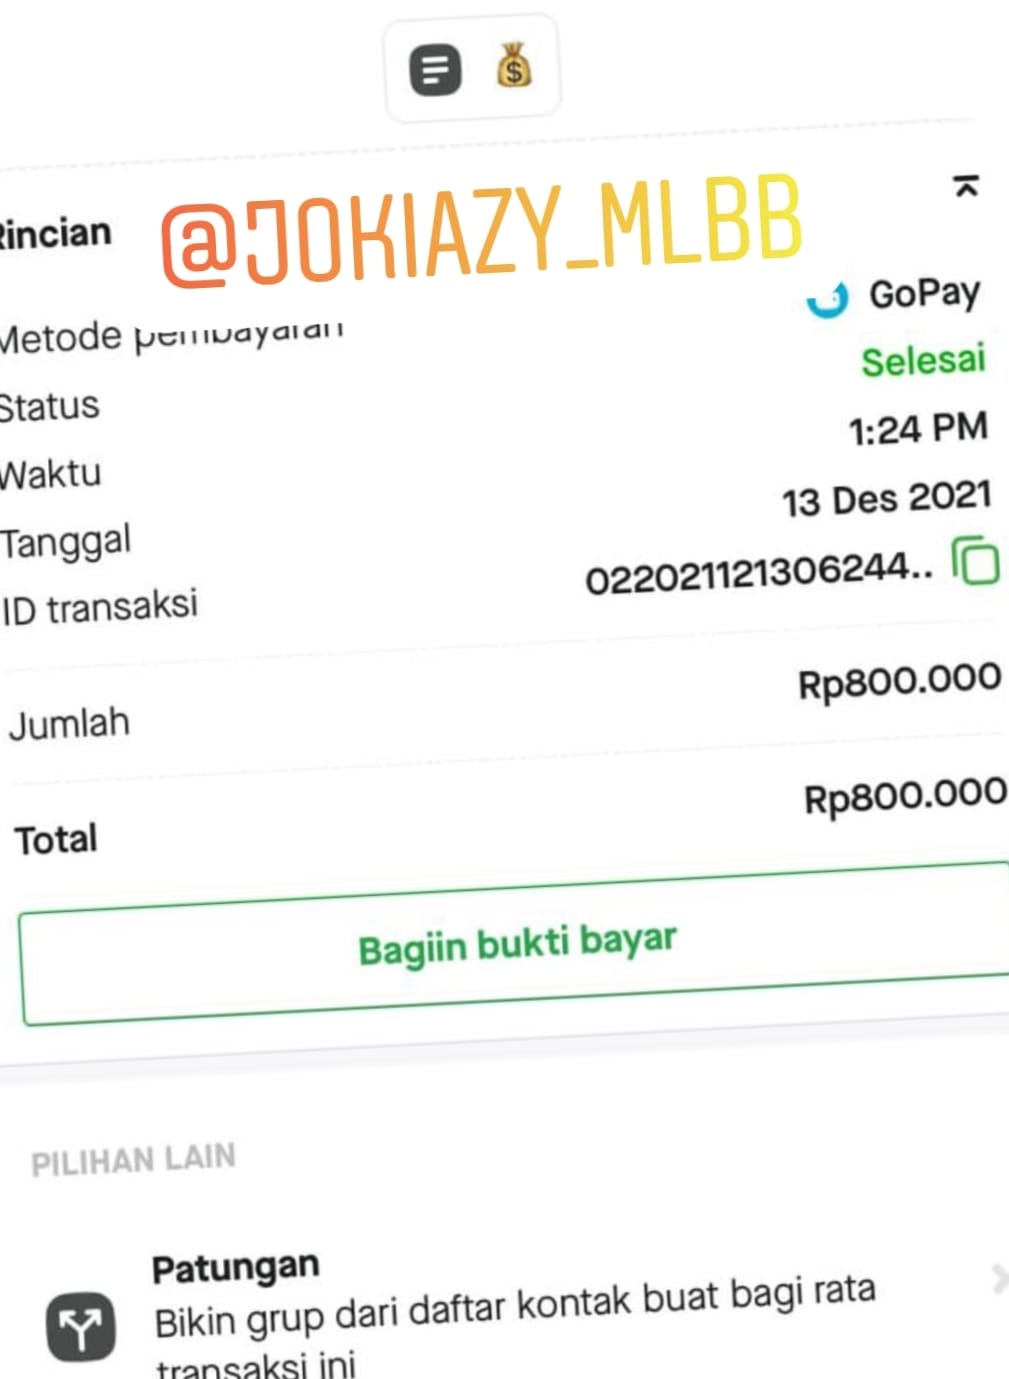 Rincian
@JOKIAZY_MLBB
Metode pembayaran GoPay
Status Selesai
Waktu 1:24 PM
Tanggal 13 Des 2021
ID transaksi 022021121306244..
Jumlah Rp800.000
Total Rp800.000
Bagiin bukti bayar
PILIHAN LAIN
Patungan
Bikin grup dari daftar kontak buat bagi rata
transaksi ini